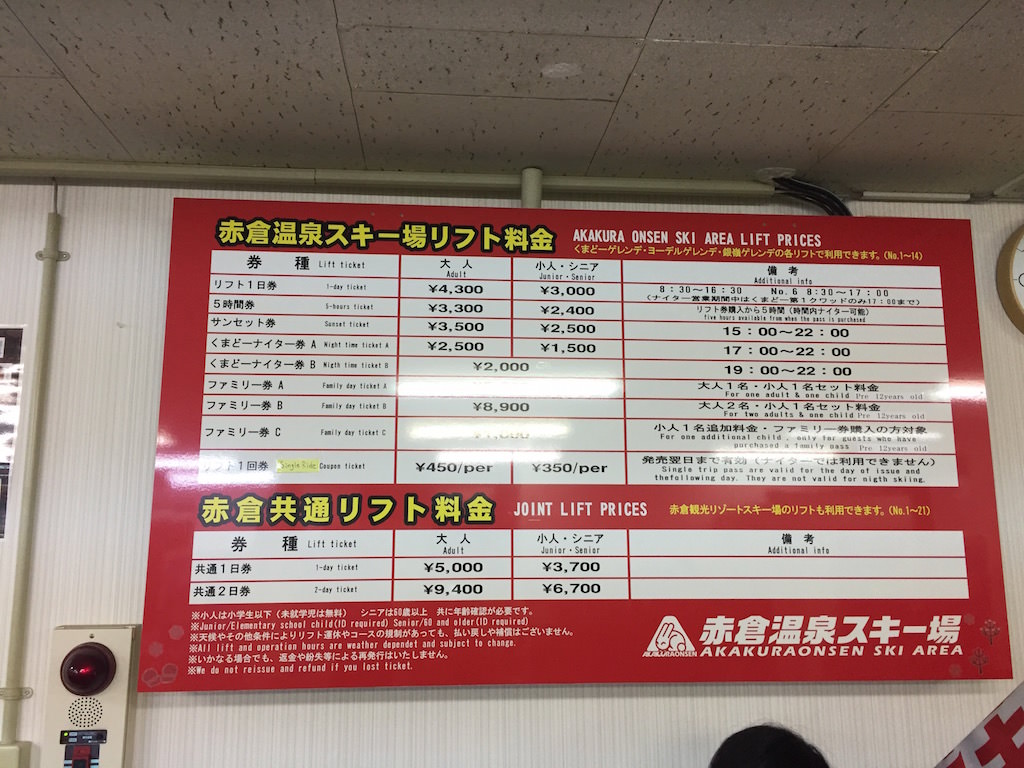 赤倉温泉スキー場リフト料金 AKAKURA ONSEN SKI AREA LIFT PRICES
くまどーゲレンデ・ヨーデルゲレンデ・銀嶺ゲレンデの各リフトで利用できます。(No.1～14)
券種 Lift ticket 大人 Adult 小人・シニア Junior・Senior 備考 Additional info
リフト1日券 1-day ticket ¥4,300 ¥3,000 8:30～16:30 No.6 8:30～17:00
(ナイター営業期間中はくまどー第1クワッドのみ17:00まで)
5時間券 5-hours ticket ¥3,300 ¥2,400 リフト券購入から5時間(時間内ナイター可能)
five hours available from when the pass is purchased
サンセット券 Sunset ticket ¥3,500 ¥2,500 15:00～22:00
くまどーナイター券 A Night time ticket A ¥2,500 ¥1,500 17:00～22:00
くまどーナイター券 B Night time ticket B ¥2,000 19:00～22:00
ファミリー券 A Family day ticket A 大人1名・小人1名セット料金
For one adult & one child Pre 12years old
ファミリー券 B Family day ticket B ¥8,900 大人2名・小人1名セット料金
For two adults & one child Pre 12years old
ファミリー券 C Family day ticket C 小人1名追加料金・ファミリー券購入の方対象
For one additional child , only for guests who have
purchased a family pass Pre 12years old
リフト1回券 Single Ride Coupon ticket ¥450/per ¥350/per 発売翌日まで有効(ナイターでは利用できません)
Single trip pass are valid for the day of issue and
thefollowing day. They are not valid for nigth skiing.
赤倉共通リフト料金 JOINT LIFT PRICES 赤倉観光リゾートスキー場のリフトも利用できます。(No.1～21)
券種 Lift ticket 大人 Adult 小人・シニア Junior・Senior 備考 Additional info
共通1日券 1-day ticket ¥5,000 ¥3,700
共通2日券 2-day ticket ¥9,400 ¥6,700
※小人は小学生以下(未就学児は無料) シニアは60歳以上 共に年齢確認が必要です。
※Junior/Elementary school child(ID required) Senior/60 and older(ID required)
※天候やその他条件によりリフト運休やコースの規制があっても、払い戻しや補償はございません。
※All lift and operation hours are weather dependet and subject to change.
※いかなる場合でも、返金や紛失等による再発行はいたしません。
※We do not reissue and refund if you lost ticket.
赤倉温泉スキー場
AKAKURAONSEN AKAKURAONSEN SKI AREA